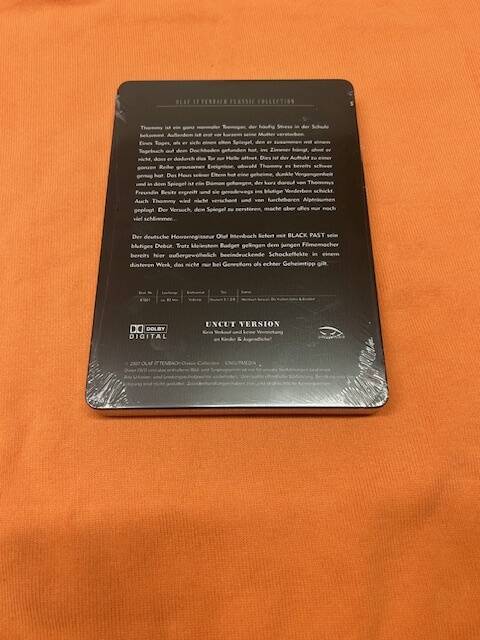 OLAF ITTENBACH CLASSIC COLLECTION
Thommy ist ein ganz normaler Teenager, der häufig Stress in der Schule
bekommt. Außerdem ist erst vor kurzem seine Mutter verstorben.
Eines Tages, als er sich einen alten Spiegel, den er zusammen mit einem
Tagebuch auf dem Dachboden gefunden hat, ins Zimmer hängt, ahnt er
nicht, dass er dadurch das Tor zur Hölle öffnet. Dies ist der Auftakt zu einer
ganzen Reihe grausamer Ereignisse, obwohl Thommy es bereits schwer
genug hat. Das Haus seiner Eltern hat eine geheime, dunkle Vergangenheit
und in dem Spiegel ist ein Dämon gefangen, der kurz darauf von Thommys
Freundin Besitz ergreift und sie geradewegs ins blutige Verderben schickt.
Auch Thommy wird nicht verschont und von furchtbaren Alpträumen
geplagt. Der Versuch, den Spiegel zu zerstören, macht aber alles nur noch
viel schlimmer...
Der deutsche Horrorregisseur Olaf Ittenbach liefert mit BLACK PAST sein
blutiges Debüt. Trotz kleinstem Budget gelingen dem jungen Filmemacher
bereits hier außergewöhnlich beeindruckende Schockeffekte in einem
düsteren Werk, das nicht nur bei Genrefans als echter Geheimtipp gilt.
DOLBY
DIGITAL
UNCUT VERSION
Kein Verkauf und keine Vermietung
an Kinder & Jugendliche!
© 2007 OLAF ITTENBACH Classic Collection